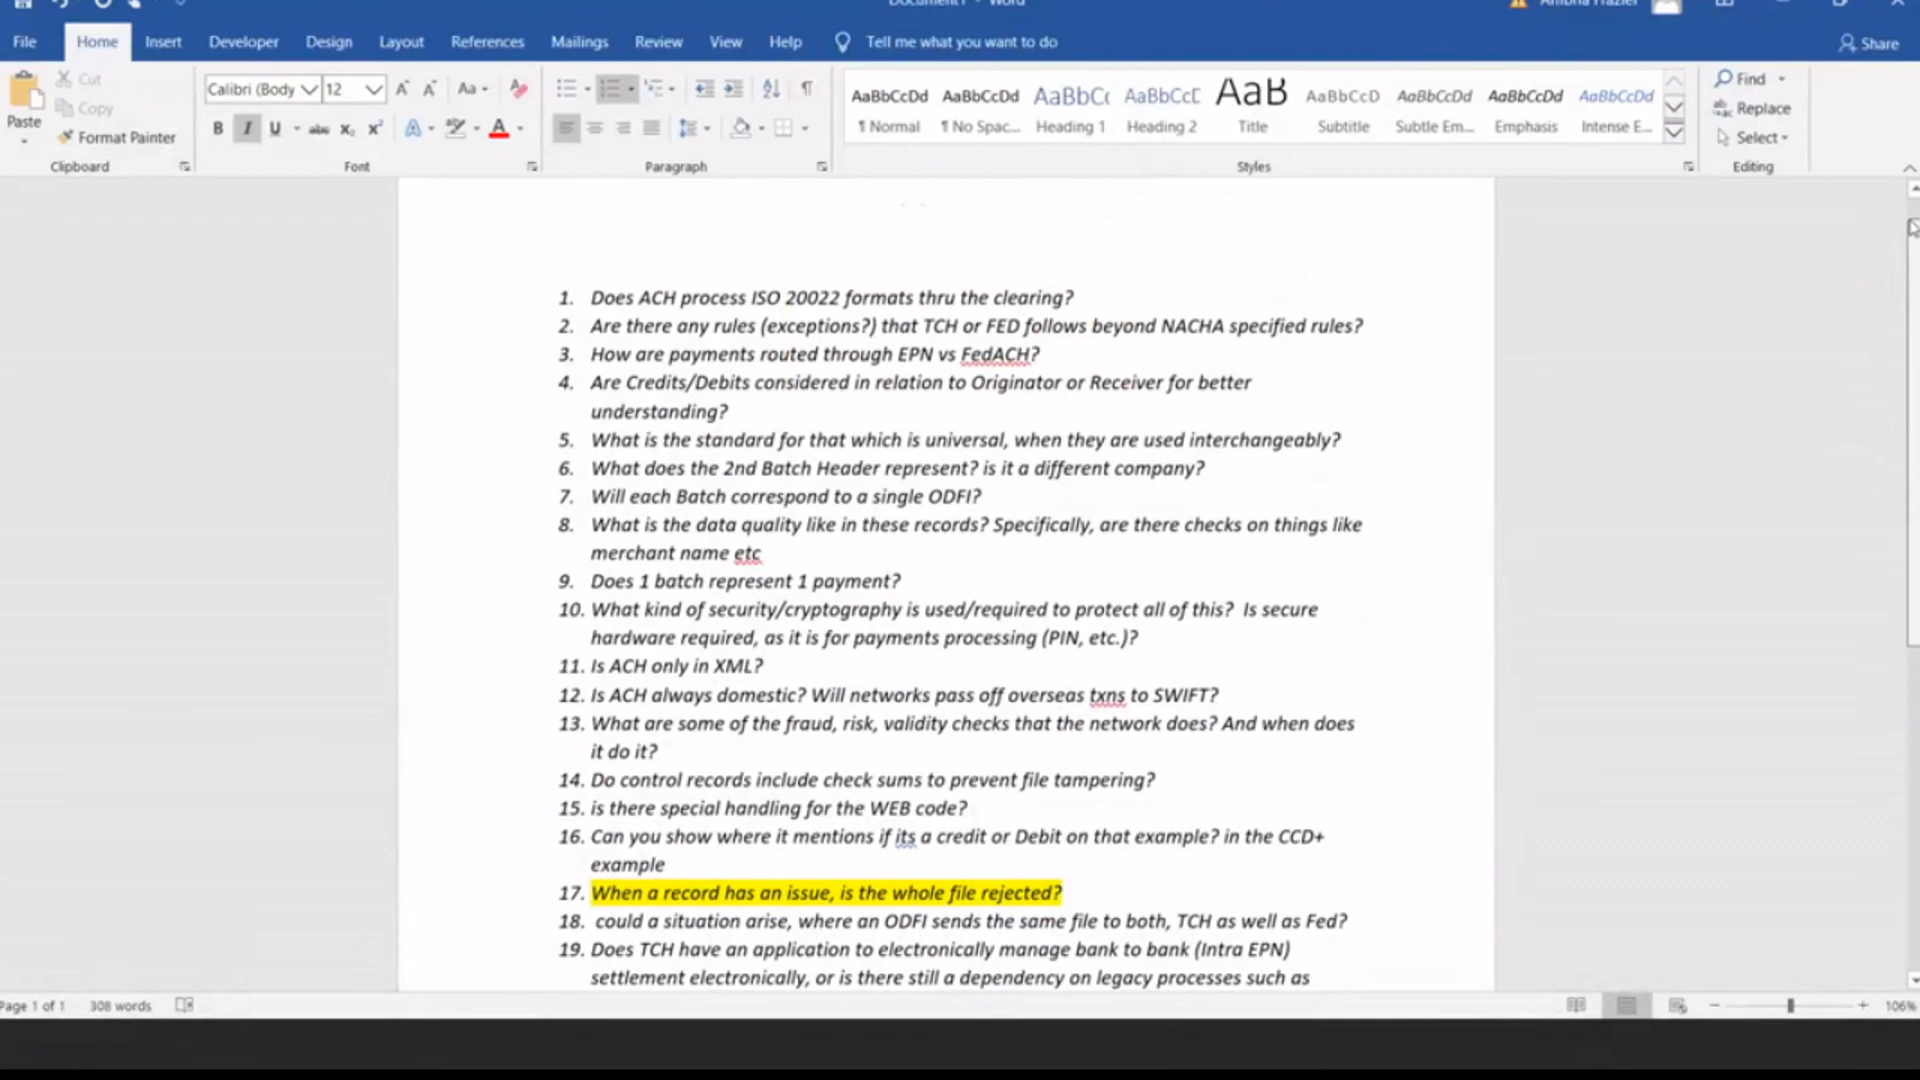 File Home Insert Developer Design Layout References Mailings Review View Help Tell me what you want to do Share
Cut
Copy
Paste
Format Painter
Clipboard
Calibri (Body 12
B I U abc X2 X2 A A
Font
Paragraph
AaBbCcDd AaBbCcDd AaBbC( AaBbCcE AaB AaBbCcD AaBbCcDd AaBbCcDd AaBbCcDd
¶ Normal ¶ No Spac... Heading 1 Heading 2 Title Subtitle Subtle Em... Emphasis Intense E...
Styles
Find
Replace
Select
Editing
1. Does ACH process ISO 20022 formats thru the clearing?
2. Are there any rules (exceptions?) that TCH or FED follows beyond NACHA specified rules?
3. How are payments routed through EPN vs FedACH?
4. Are Credits/Debits considered in relation to Originator or Receiver for better
understanding?
5. What is the standard for that which is universal, when they are used interchangeably?
6. What does the 2nd Batch Header represent? is it a different company?
7. Will each Batch correspond to a single ODFI?
8. What is the data quality like in these records? Specifically, are there checks on things like
merchant name etc
9. Does 1 batch represent 1 payment?
10. What kind of security/cryptography is used/required to protect all of this? Is secure
hardware required, as it is for payments processing (PIN, etc.)?
11. Is ACH only in XML?
12. Is ACH always domestic? Will networks pass off overseas txns to SWIFT?
13. What are some of the fraud, risk, validity checks that the network does? And when does
it do it?
14. Do control records include check sums to prevent file tampering?
15. is there special handling for the WEB code?
16. Can you show where it mentions if its a credit or Debit on that example? in the CCD+
example
17. When a record has an issue, is the whole file rejected?
18. could a situation arise, where an ODFI sends the same file to both, TCH as well as Fed?
19. Does TCH have an application to electronically manage bank to bank (Intra EPN)
settlement electronically, or is there still a dependency on legacy processes such as
Page 1 of 1 308 words 106%